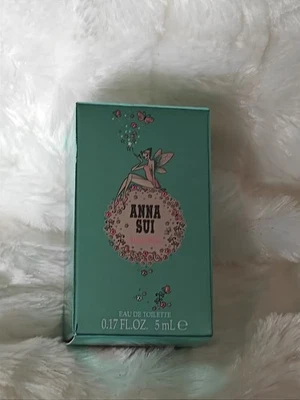 ANNA
SUI
EAU DE TOILETTE
0.17 FL.OZ. 5 mL ℮